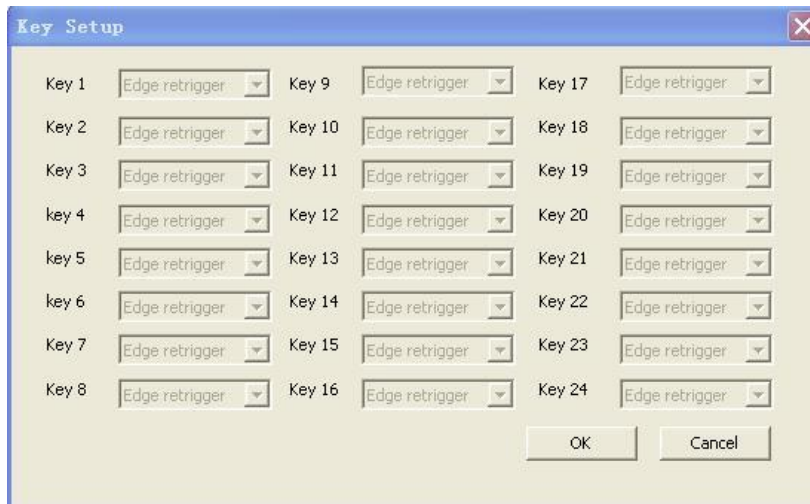 Key Setup
Key 1 Edge retrigger Key 9 Edge retrigger Key 17 Edge retrigger
Key 2 Edge retrigger Key 10 Edge retrigger Key 18 Edge retrigger
Key 3 Edge retrigger Key 11 Edge retrigger Key 19 Edge retrigger
key 4 Edge retrigger Key 12 Edge retrigger Key 20 Edge retrigger
key 5 Edge retrigger Key 13 Edge retrigger Key 21 Edge retrigger
key 6 Edge retrigger Key 14 Edge retrigger Key 22 Edge retrigger
Key 7 Edge retrigger Key 15 Edge retrigger Key 23 Edge retrigger
Key 8 Edge retrigger Key 16 Edge retrigger Key 24 Edge retrigger
OK Cancel